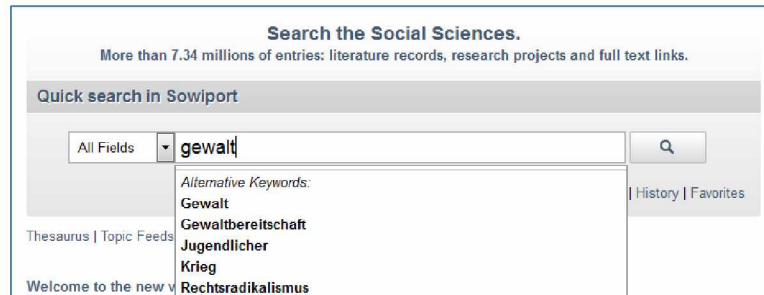 Search the Social Sciences.
More than 7.34 millions of entries: literature records, research projects and full text links.
Quick search in Sowiport
All Fields gewalt
Alternative Keywords:
Gewalt
| History | Favorites
Gewaltbereitschaft
Thesaurus | Topic Feeds
Jugendlicher
Krieg
Welcome to the new v
Rechtsradikalismus